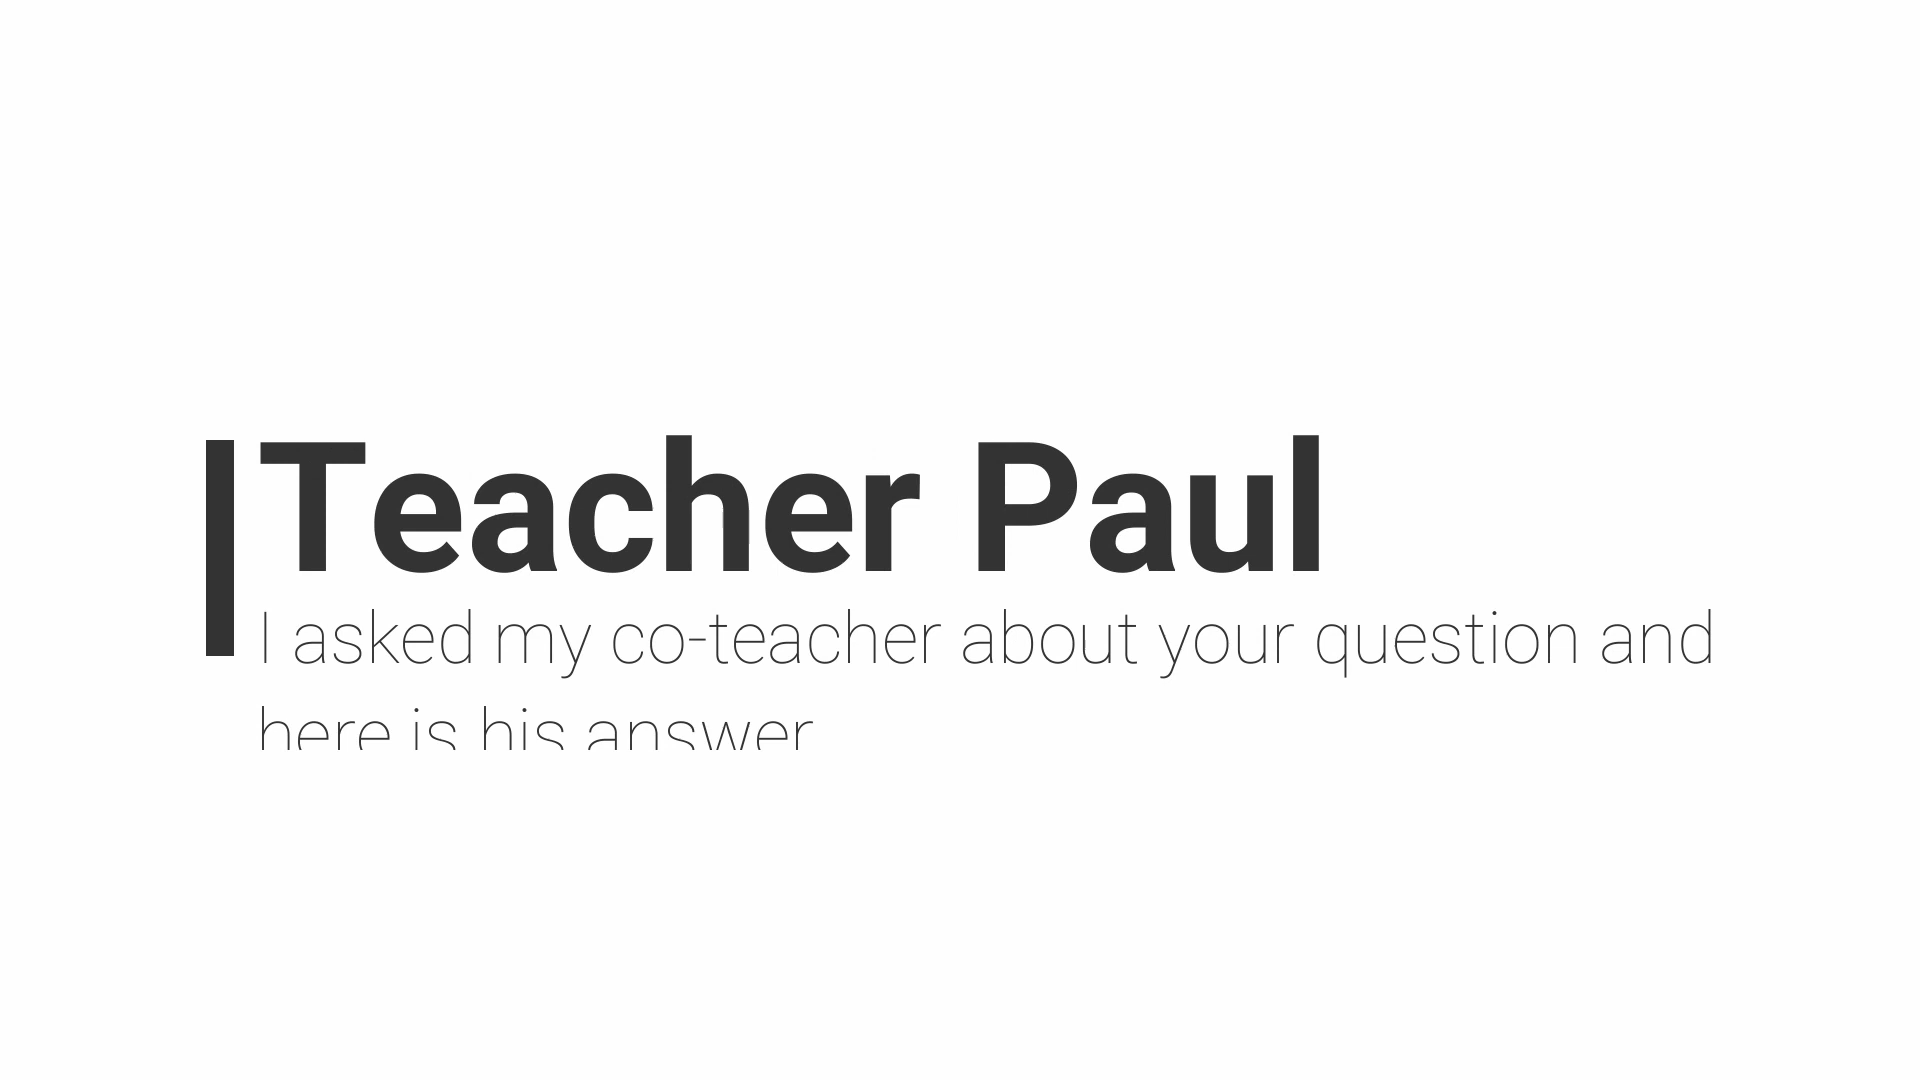 Teacher Paul
I asked my co-teacher about your question and
here is his answer